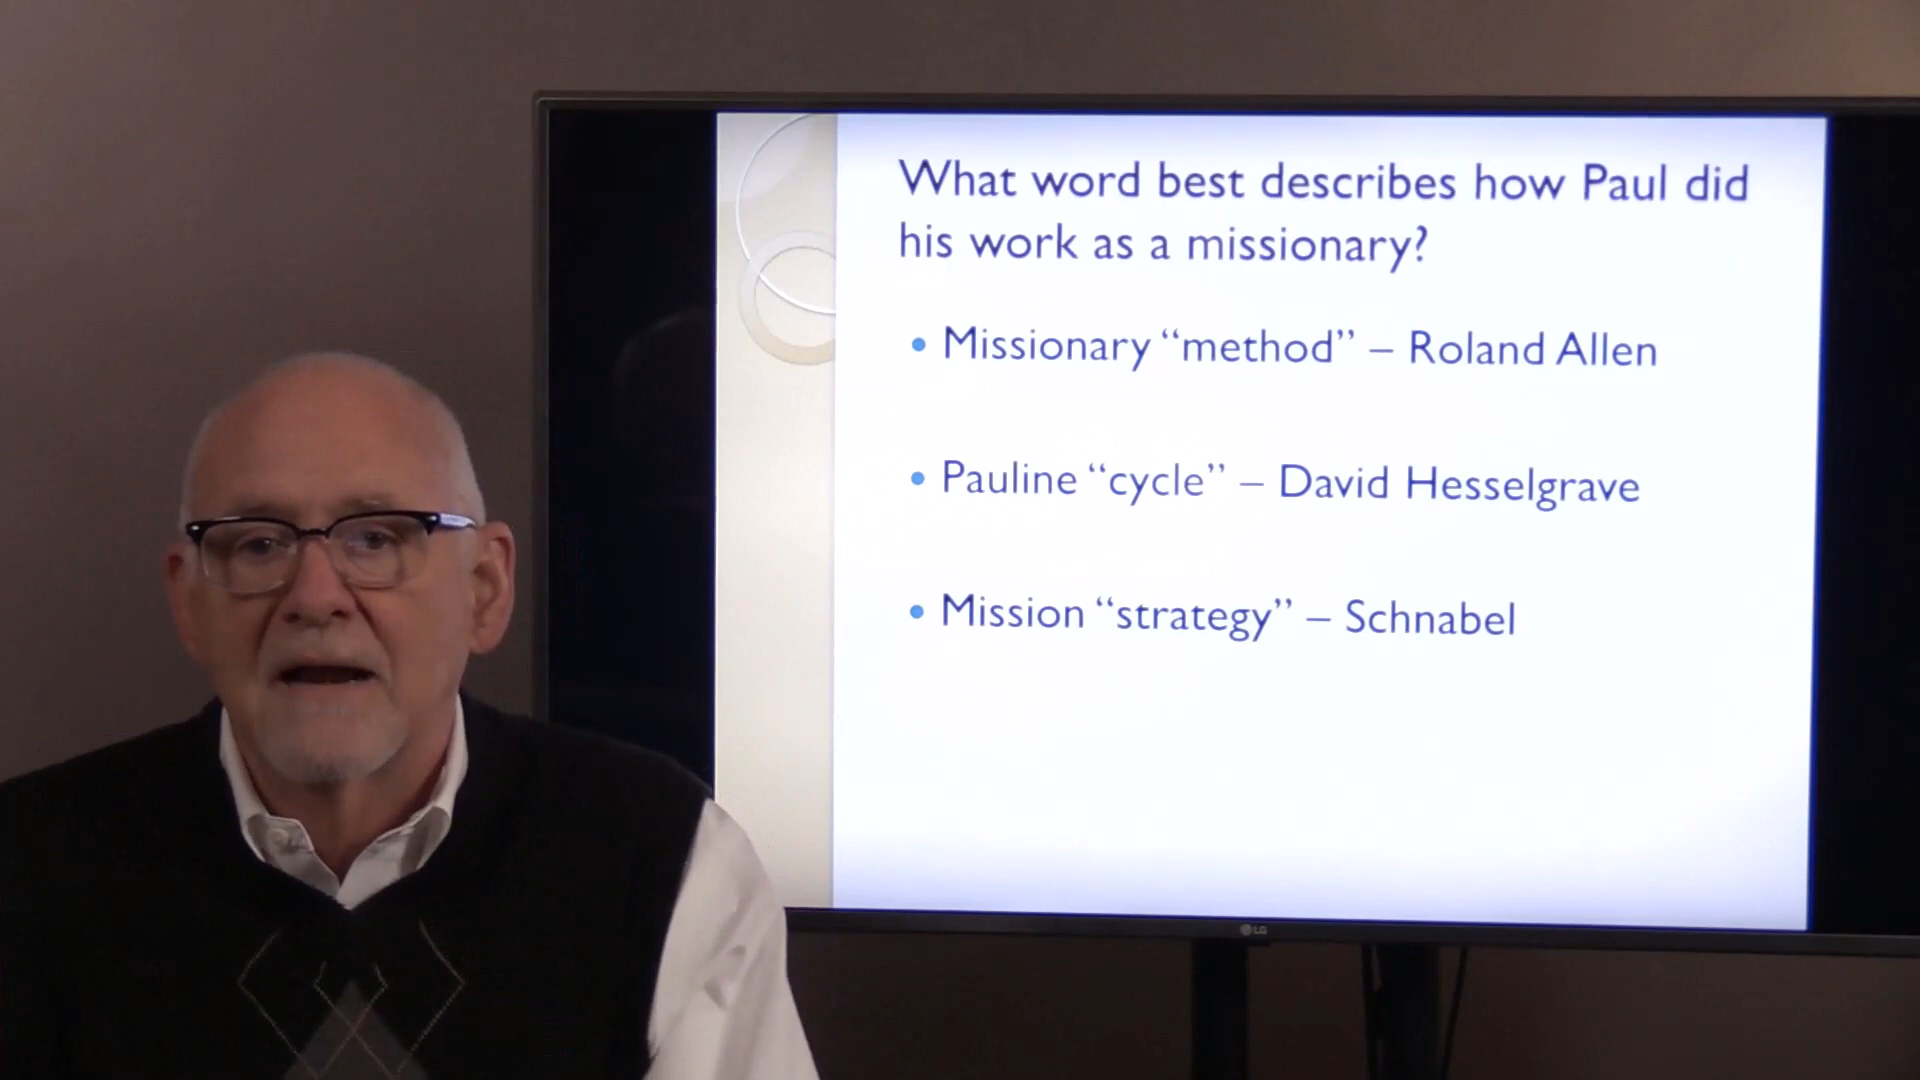 What word best describes how Paul did
his work as a missionary?
• Missionary “method” – Roland Allen
• Pauline “cycle” – David Hesselgrave
• Mission “strategy” – Schnabel
LG